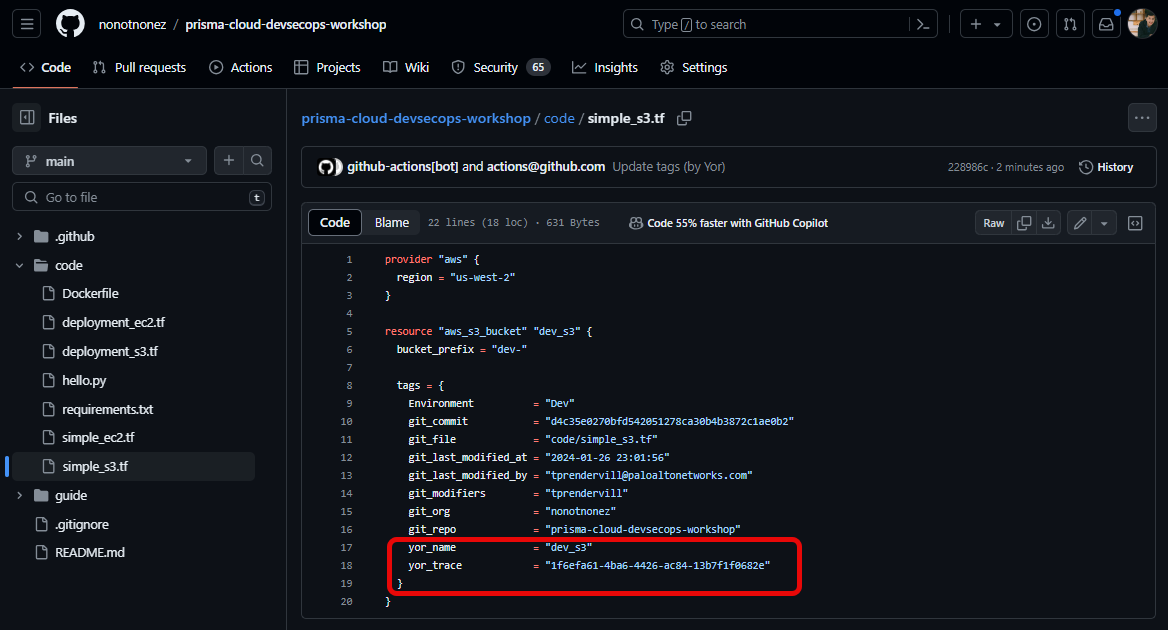 nonotnonez / prisma-cloud-devsecops-workshop
Type / to search
Code Pull requests Actions Projects Wiki Security 65 Insights Settings
Files
main
Go to file t
.github
code
Dockerfile
deployment_ec2.tf
deployment_s3.tf
hello.py
requirements.txt
simple_ec2.tf
simple_s3.tf
guide
.gitignore
README.md
prisma-cloud-devsecops-workshop / code / simple_s3.tf
github-actions[bot] and actions@github.com Update tags (by Yor) 228986c · 2 minutes ago History
Code Blame 22 lines (18 loc) · 631 Bytes Code 55% faster with GitHub Copilot Raw
1 provider "aws" {
2 region = "us-west-2"
3 }
4
5 resource "aws_s3_bucket" "dev_s3" {
6 bucket_prefix = "dev-"
7
8 tags = {
9 Environment = "Dev"
10 git_commit = "d4c35e0270bfd542051278ca30b4b3872c1ae0b2"
11 git_file = "code/simple_s3.tf"
12 git_last_modified_at = "2024-01-26 23:01:56"
13 git_last_modified_by = "tprendervill@paloaltonetworks.com"
14 git_modifiers = "tprendervill"
15 git_org = "nonotnonez"
16 git_repo = "prisma-cloud-devsecops-workshop"
17 yor_name = "dev_s3"
18 yor_trace = "1f6efa61-4ba6-4426-ac84-13b7f1f0682e"
19 }
20 }